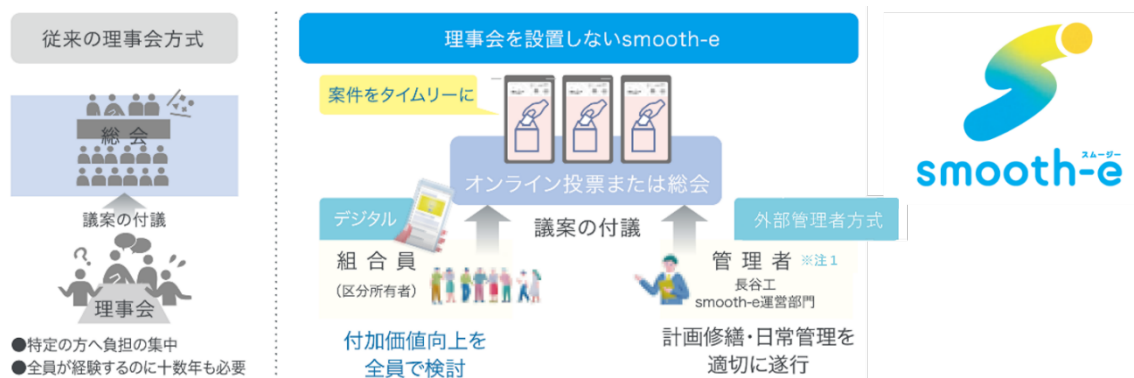 従来の理事会方式
総会
議案の付議
理事会
●特定の方へ負担の集中
●全員が経験するのに十数年も必要
理事会を設置しないsmooth-e
案件をタイムリーに
オンライン投票または総会
デジタル
議案の付議
外部管理者方式
組合員
(区分所有者)
管理者 ※注1
長谷工
smooth-e運営部門
付加価値向上を
全員で検討
計画修繕・日常管理を
適切に遂行
スムージー
smooth-e